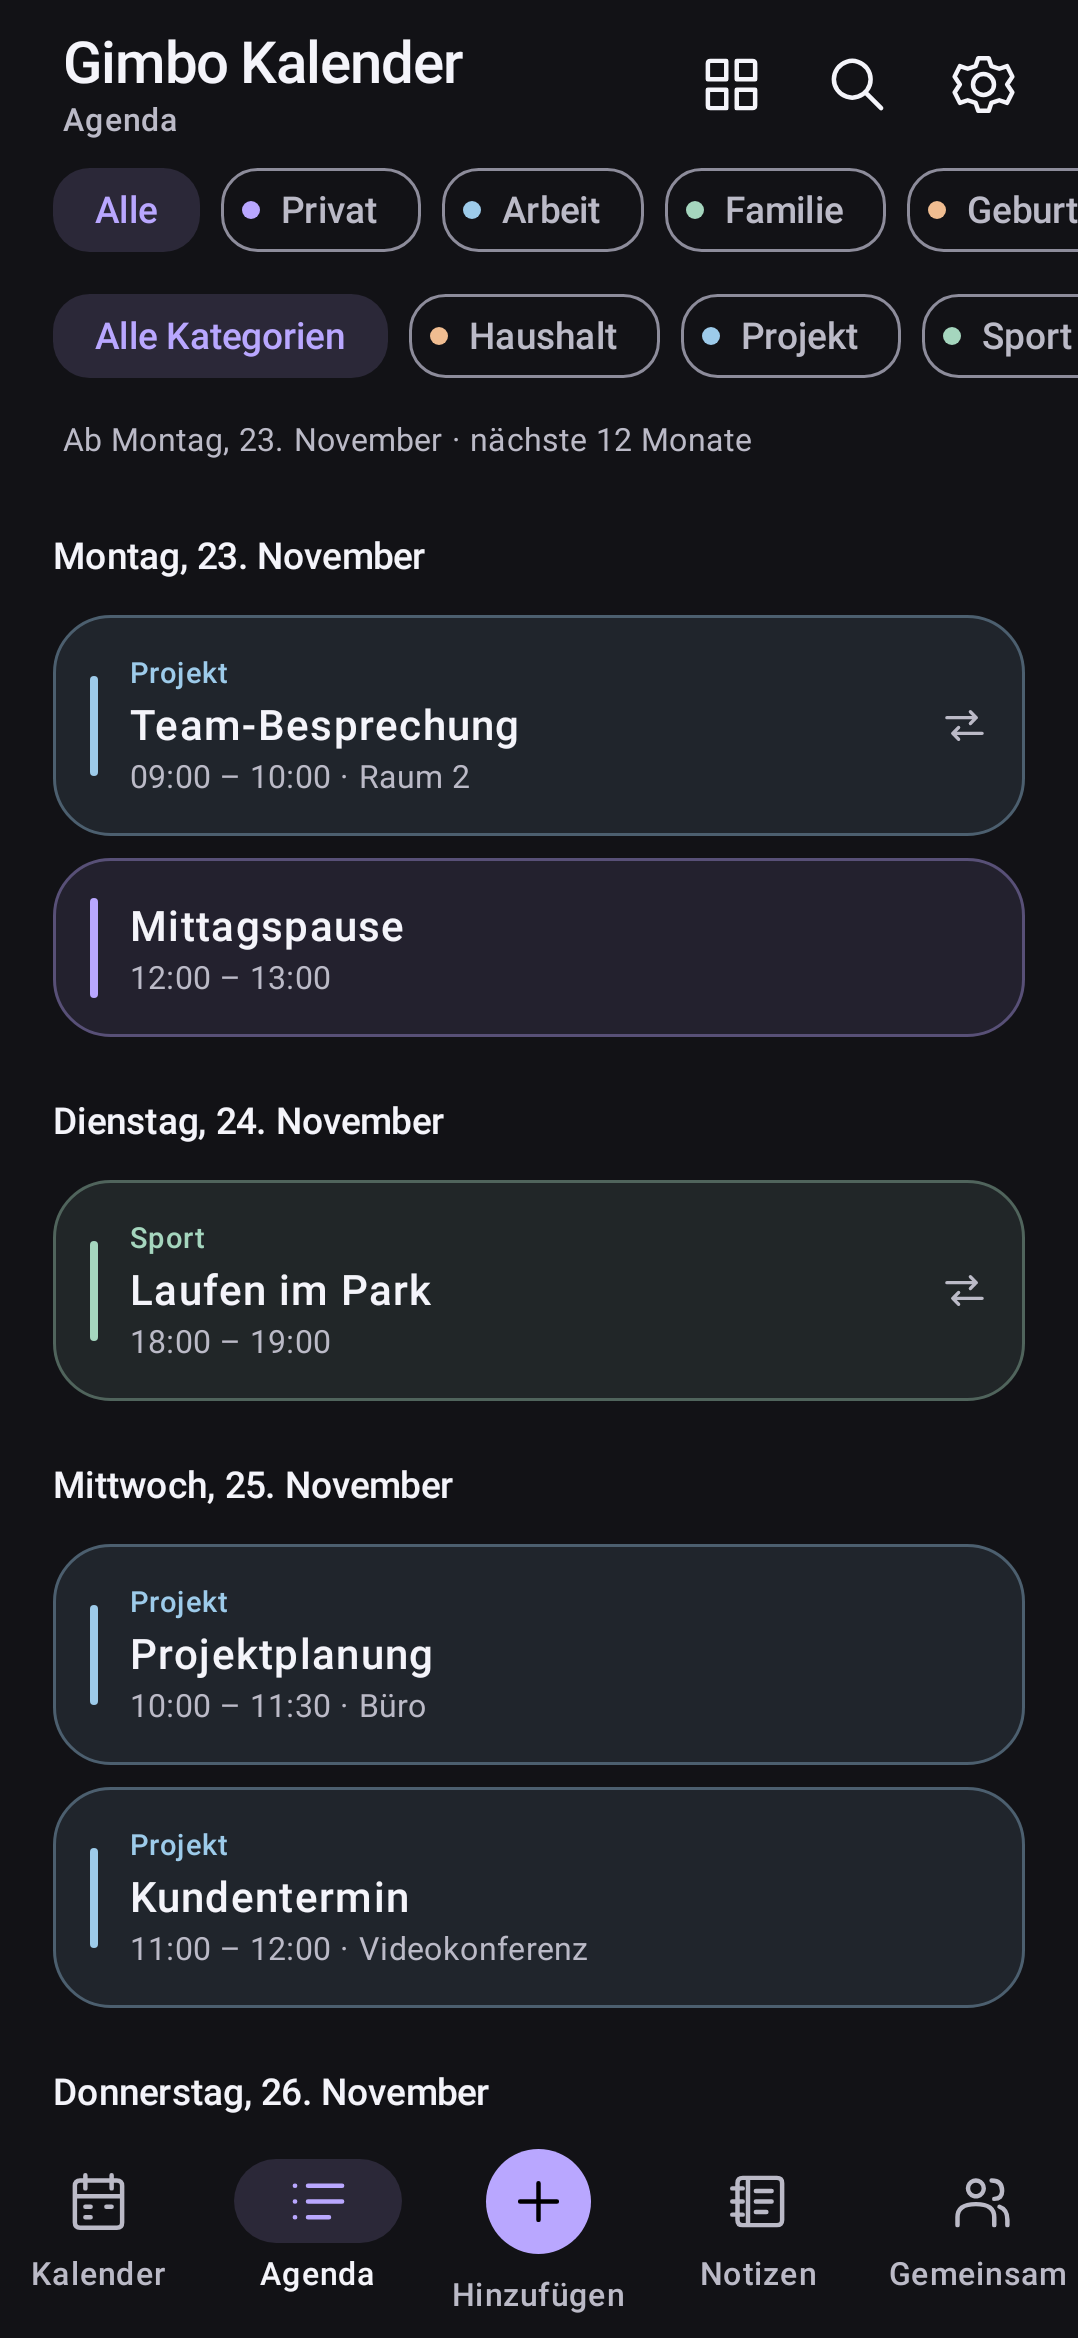 Gimbo Kalender
Agenda
Alle
Privat
Arbeit
Familie
Geburt
Alle Kategorien
Haushalt
Projekt
Sport
Ab Montag, 23. November · nächste 12 Monate
Montag, 23. November
Projekt
Team-Besprechung
09:00 – 10:00 · Raum 2
Mittagspause
12:00 – 13:00
Dienstag, 24. November
Sport
Laufen im Park
18:00 – 19:00
Mittwoch, 25. November
Projekt
Projektplanung
10:00 – 11:30 · Büro
Projekt
Kundentermin
11:00 – 12:00 · Videokonferenz
Donnerstag, 26. November
Kalender
Agenda
Hinzufügen
Notizen
Gemeinsam